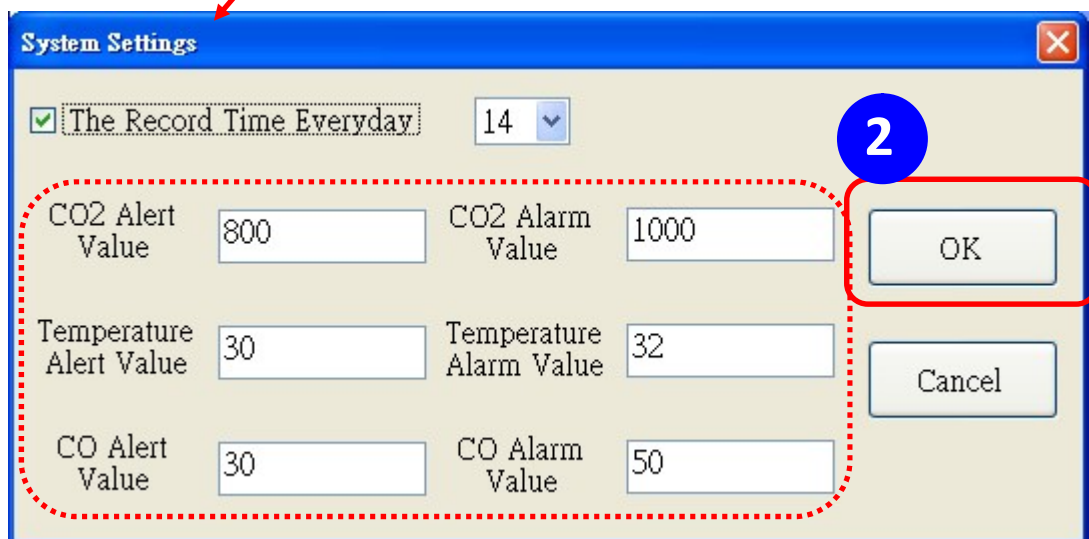 System Settings
The Record Time Everyday 14
2
CO2 Alert
Value
800
CO2 Alarm
Value
1000
OK
Temperature
Alert Value
30
Temperature
Alarm Value
32
Cancel
CO Alert
Value
30
CO Alarm
Value
50